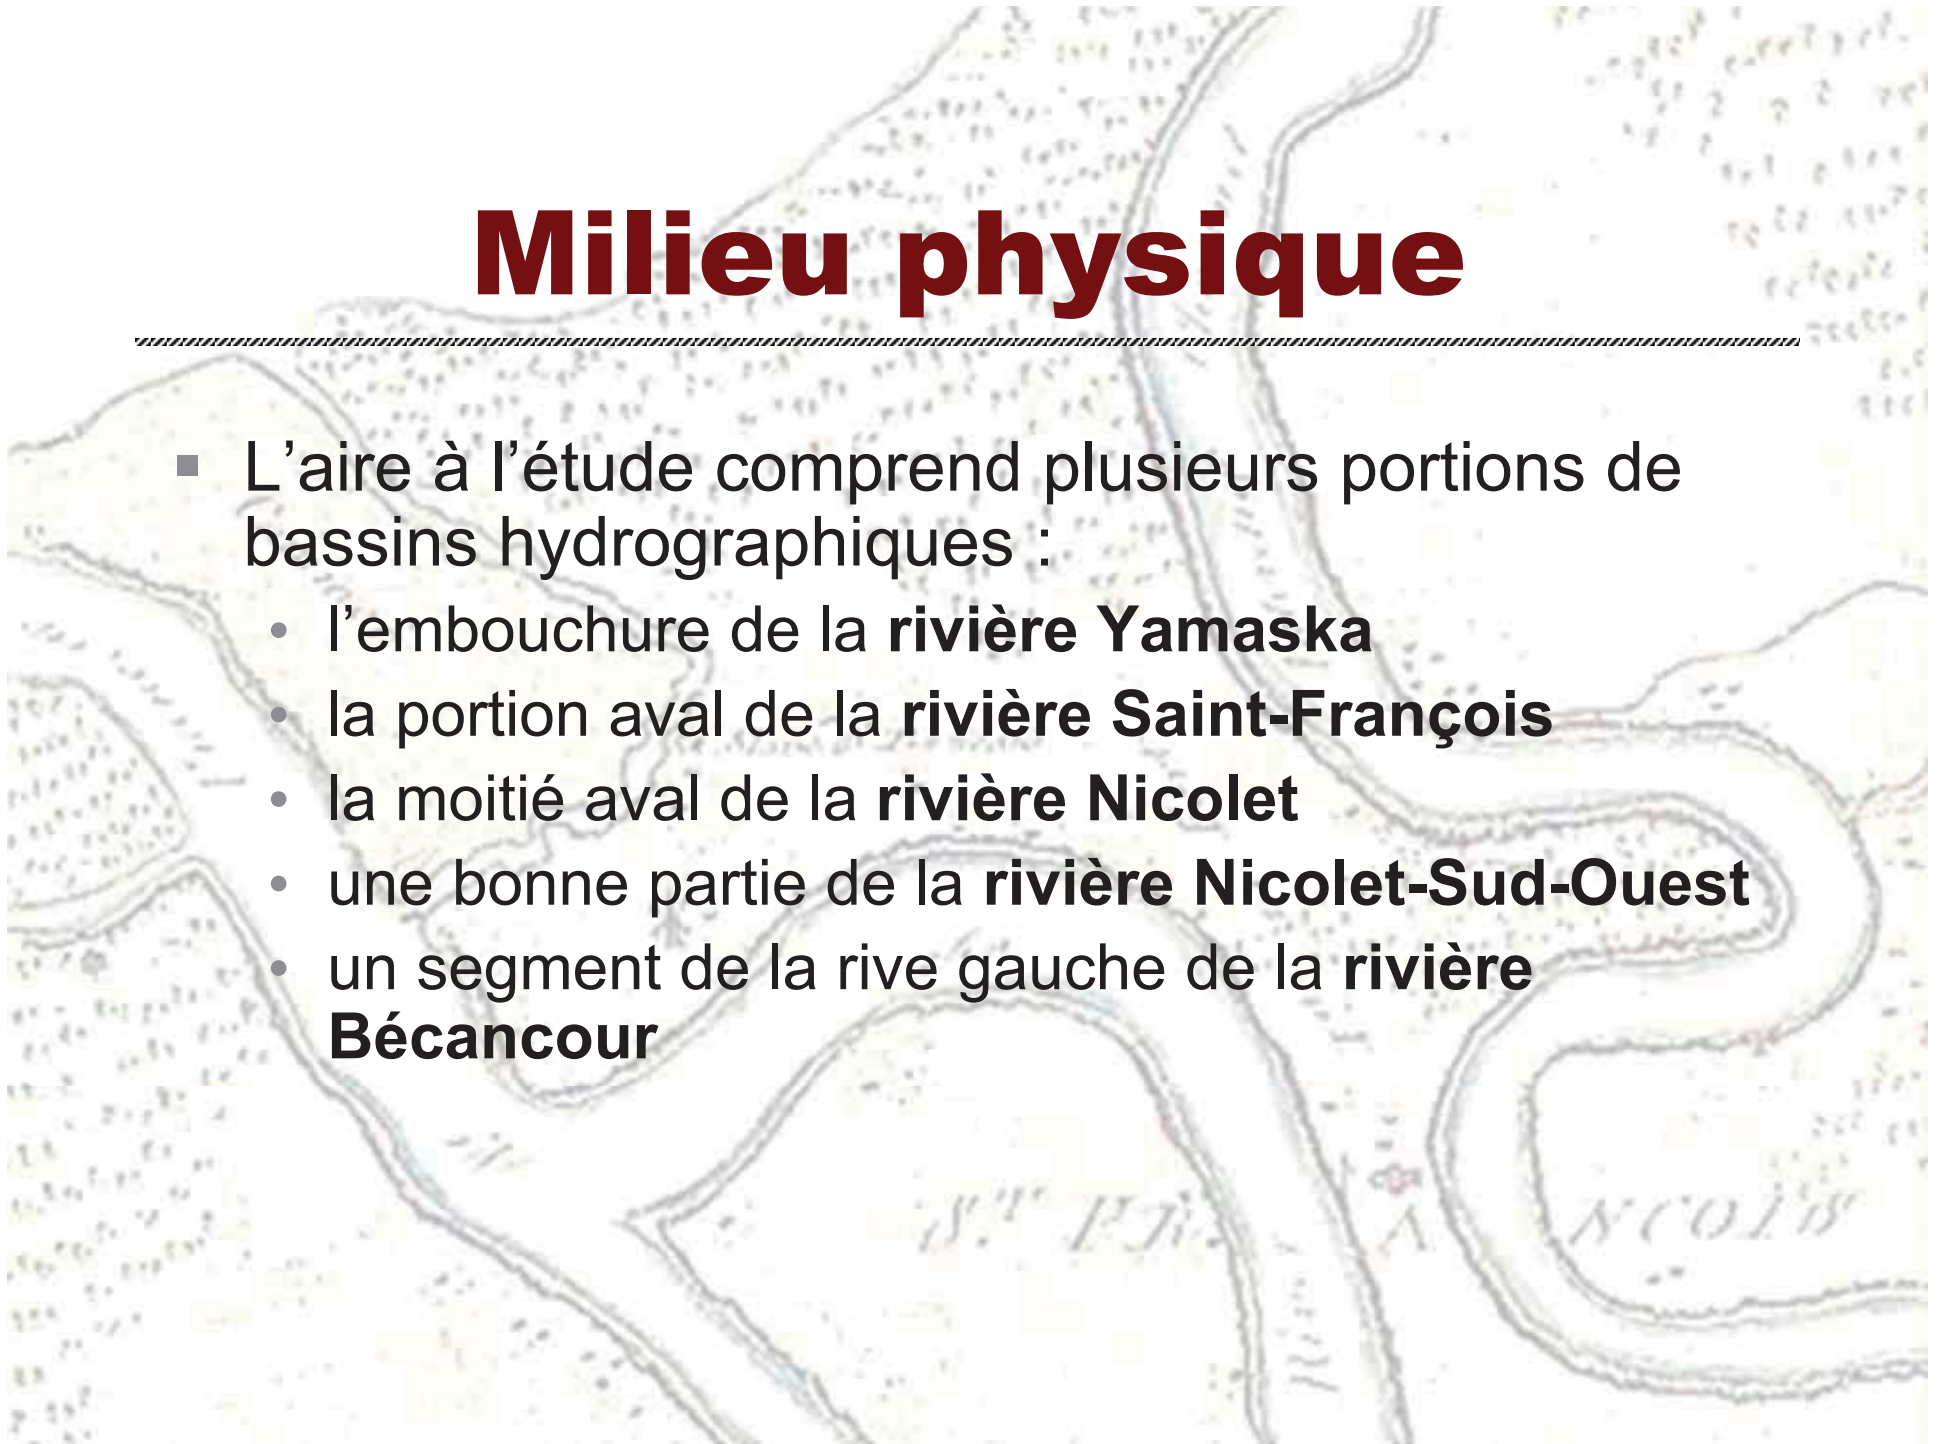 Milieu physique
L’aire à l’étude comprend plusieurs portions de
bassins hydrographiques :
l’embouchure de la rivière Yamaska
la portion aval de la rivière Saint-François
la moitié aval de la rivière Nicolet
une bonne partie de la rivière Nicolet-Sud-Ouest
un segment de la rive gauche de la rivière
Bécancour